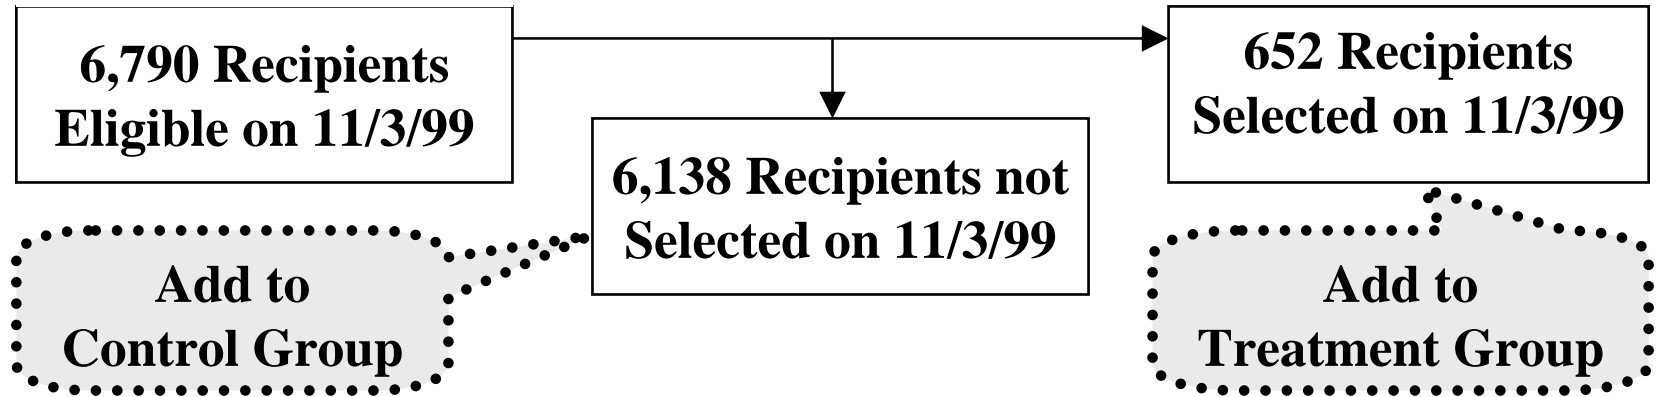 6,790 Recipients
Eligible on 11/3/99
652 Recipients
Selected on 11/3/99
6,138 Recipients not
Selected on 11/3/99
Add to
Control Group
Add to
Treatment Group